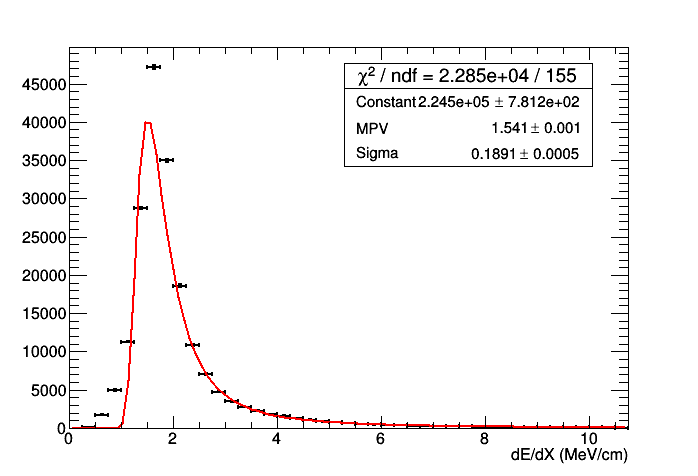 χ² / ndf = 2.285e+04 / 155
Constant 2.245e+05 ± 7.812e+02
MPV 1.541 ± 0.001
Sigma 0.1891 ± 0.0005
45000
40000
35000
30000
25000
20000
15000
10000
5000
0
0 2 4 6 8 10
dE/dX (MeV/cm)